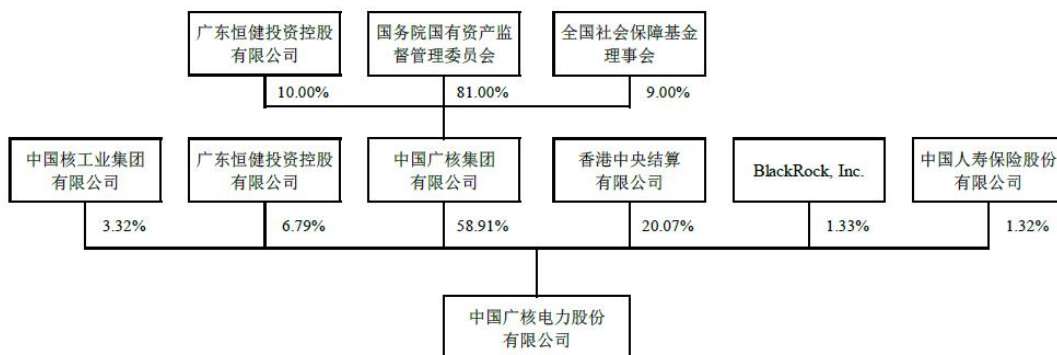 广东恒健投资控股
有限公司
国务院国有资产监
督管理委员会
全国社会保障基金
理事会
10.00%
81.00%
9.00%
中国核工业集团
有限公司
广东恒健投资控股
有限公司
中国广核集团
有限公司
香港中央结算
有限公司
BlackRock, Inc.
中国人寿保险股份
有限公司
3.32%
6.79%
58.91%
20.07%
1.33%
1.32%
中国广核电力股份
有限公司